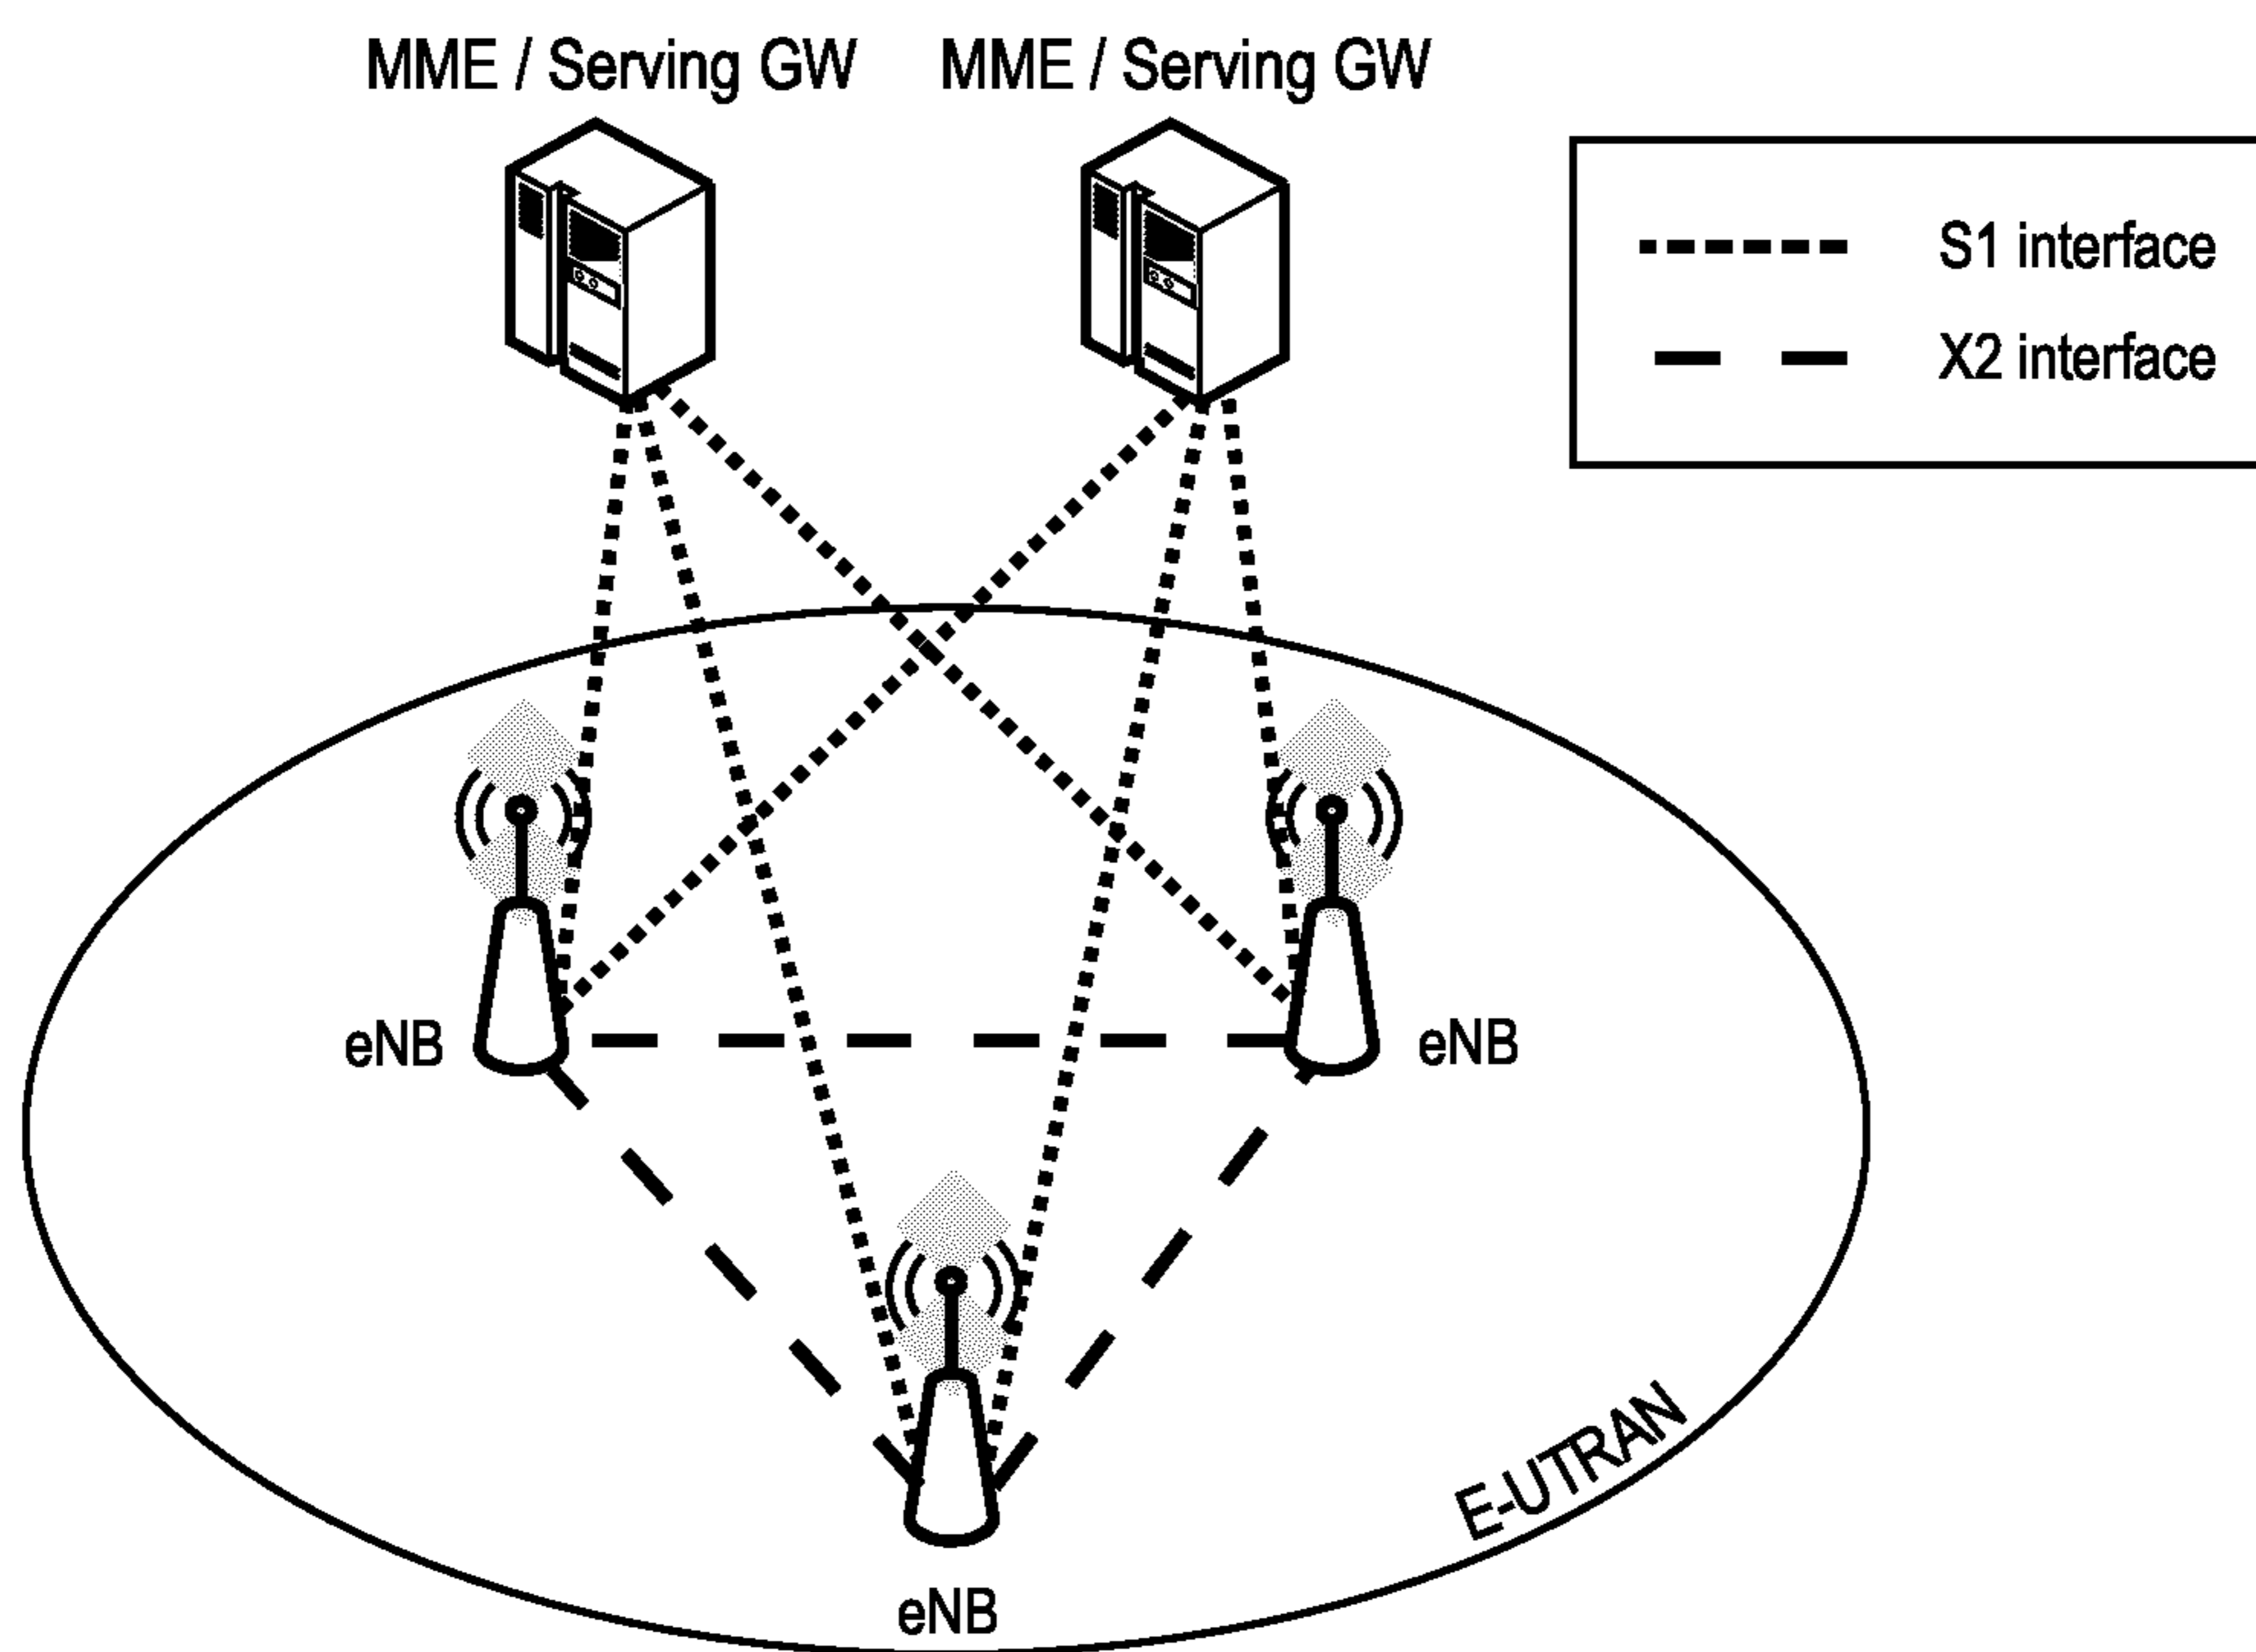 MME / Serving GW
MME / Serving GW
S1 interface
X2 interface
eNB
eNB
E-UTRAN
eNB